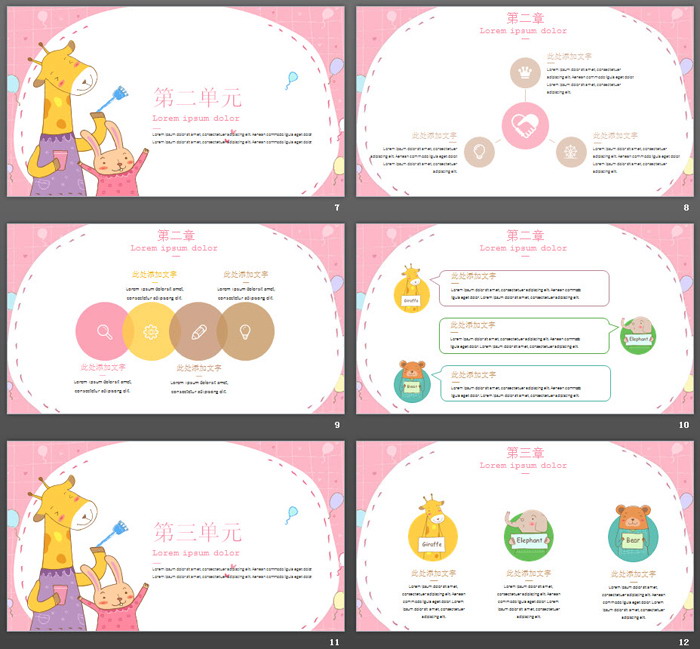 第二单元
Lorem ipsum dolor
Lorem ipsum dolor sit amet, consectetuer adipiscing elit. Aenean commodo ligula eget dolor.
Lorem ipsum dolor sit amet, consectetuer adipiscing elit. Aenean commodo ligula eget dolor.
7
第二章
Lorem ipsum dolor
此处添加文字
Lorem ipsum dolor sit amet, consectetuer
adipiscing elit. Aenean commodo ligula eget dolor.
Lorem ipsum dolor sit amet, consectetuer
adipiscing elit.
此处添加文字
Lorem ipsum dolor sit amet, consectetuer
adipiscing elit. Aenean commodo ligula eget dolor.
Lorem ipsum dolor sit amet, consectetuer
adipiscing elit.
此处添加文字
Lorem ipsum dolor sit amet, consectetuer
adipiscing elit. Aenean commodo ligula eget dolor.
Lorem ipsum dolor sit amet, consectetuer
adipiscing elit.
8
第二章
Lorem ipsum dolor
此处添加文字
Lorem ipsum dolor sit amet,
consectetur adipiscing elit.
此处添加文字
Lorem ipsum dolor sit amet,
consectetur adipiscing elit.
此处添加文字
Lorem ipsum dolor sit amet,
consectetur adipiscing elit.
此处添加文字
Lorem ipsum dolor sit amet,
consectetur adipiscing elit.
9
第二章
Lorem ipsum dolor
Giraffe
此处添加文字
Lorem ipsum dolor sit amet, consectetuer adipiscing elit. Aenean commodo
ligula eget dolor. Lorem ipsum dolor sit amet, consectetuer adipiscing elit.
此处添加文字
Lorem ipsum dolor sit amet, consectetuer adipiscing elit. Aenean commodo
ligula eget dolor. Lorem ipsum dolor sit amet, consectetuer adipiscing elit.
Elephant
Bear
此处添加文字
Lorem ipsum dolor sit amet, consectetuer adipiscing elit. Aenean commodo
ligula eget dolor. Lorem ipsum dolor sit amet, consectetuer adipiscing elit.
10
第三单元
Lorem ipsum dolor
Lorem ipsum dolor sit amet, consectetuer adipiscing elit. Aenean commodo ligula eget dolor.
Lorem ipsum dolor sit amet, consectetuer adipiscing elit. Aenean commodo ligula eget dolor.
11
第三章
Lorem ipsum dolor
Giraffe
Elephant
Bear
此处添加文字
Lorem ipsum dolor sit amet,
consectetuer adipiscing elit. Aenean
commodo ligula eget dolor. Lorem
ipsum dolor sit amet, consectetuer
adipiscing elit.
此处添加文字
Lorem ipsum dolor sit amet,
consectetuer adipiscing elit. Aenean
commodo ligula eget dolor. Lorem
ipsum dolor sit amet, consectetuer
adipiscing elit.
此处添加文字
Lorem ipsum dolor sit amet,
consectetuer adipiscing elit. Aenean
commodo ligula eget dolor. Lorem
ipsum dolor sit amet, consectetuer
adipiscing elit.
12